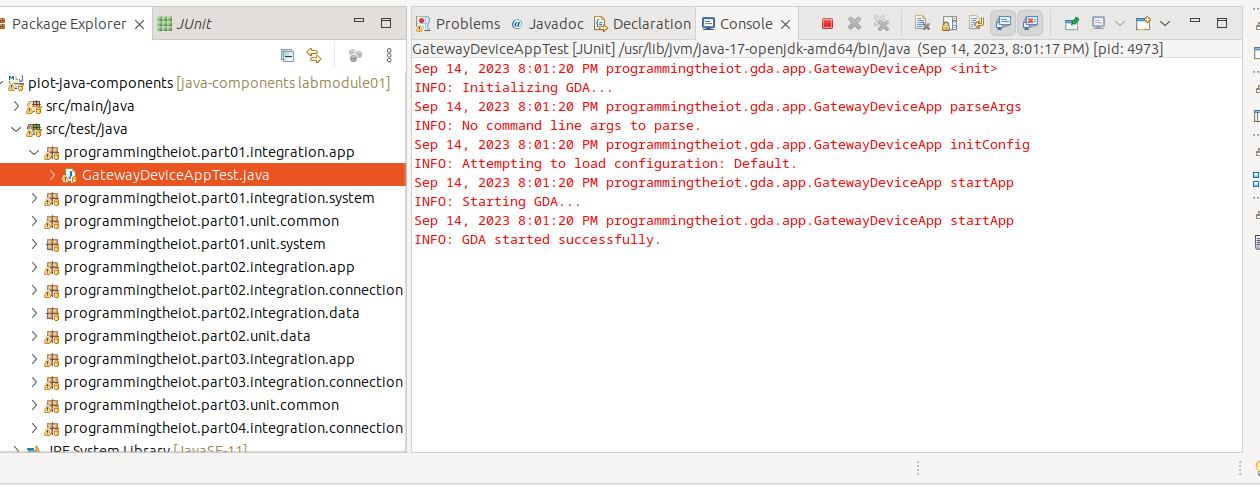 Package Explorer
JUnit
piot-java-components [java-components labmodule01]
src/main/java
src/test/java
programmingtheiot.part01.integration.app
GatewayDeviceAppTest.java
programmingtheiot.part01.integration.system
programmingtheiot.part01.unit.common
programmingtheiot.part01.unit.system
programmingtheiot.part02.integration.app
programmingtheiot.part02.integration.connection
programmingtheiot.part02.integration.data
programmingtheiot.part02.unit.data
programmingtheiot.part03.integration.app
programmingtheiot.part03.integration.connection
programmingtheiot.part03.unit.common
programmingtheiot.part04.integration.connection
JRE System Library [JavaSE-11]
Problems
Javadoc
Declaration
Console
GatewayDeviceAppTest [JUnit] /usr/lib/jvm/java-17-openjdk-amd64/bin/java (Sep 14, 2023, 8:01:17 PM) [pid: 4973]
Sep 14, 2023 8:01:20 PM programmingtheiot.gda.app.GatewayDeviceApp <init>
INFO: Initializing GDA...
Sep 14, 2023 8:01:20 PM programmingtheiot.gda.app.GatewayDeviceApp parseArgs
INFO: No command line args to parse.
Sep 14, 2023 8:01:20 PM programmingtheiot.gda.app.GatewayDeviceApp initConfig
INFO: Attempting to load configuration: Default.
Sep 14, 2023 8:01:20 PM programmingtheiot.gda.app.GatewayDeviceApp startApp
INFO: Starting GDA...
Sep 14, 2023 8:01:20 PM programmingtheiot.gda.app.GatewayDeviceApp startApp
INFO: GDA started successfully.